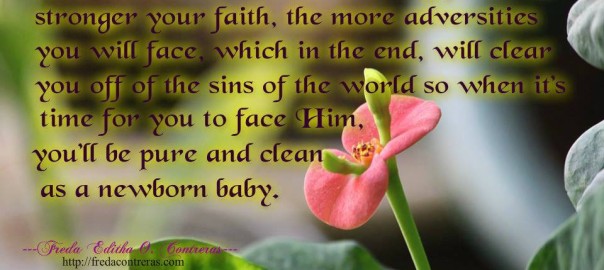 stronger your faith, the more adversities
you will face, which in the end, will clear
you off of the sins of the world so when it's
time for you to face Him,
you'll be pure and clean
as a newborn baby.
---Freda Editha O. Contreras---
http://fredacontreras.com